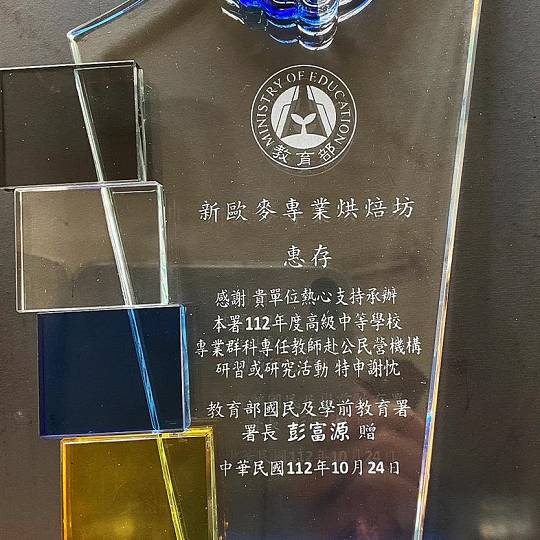 MINISTRY OF EDUCATION
教育部
新歐麥專業烘焙坊
惠存
感謝 貴單位熱心支持承辦
本署112年度高級中等學校
專業群科專任教師赴公民營機構
研習或研究活動 特申謝忱
教育部國民及學前教育署
署長 彭富源 贈
中華民國112年10月24日